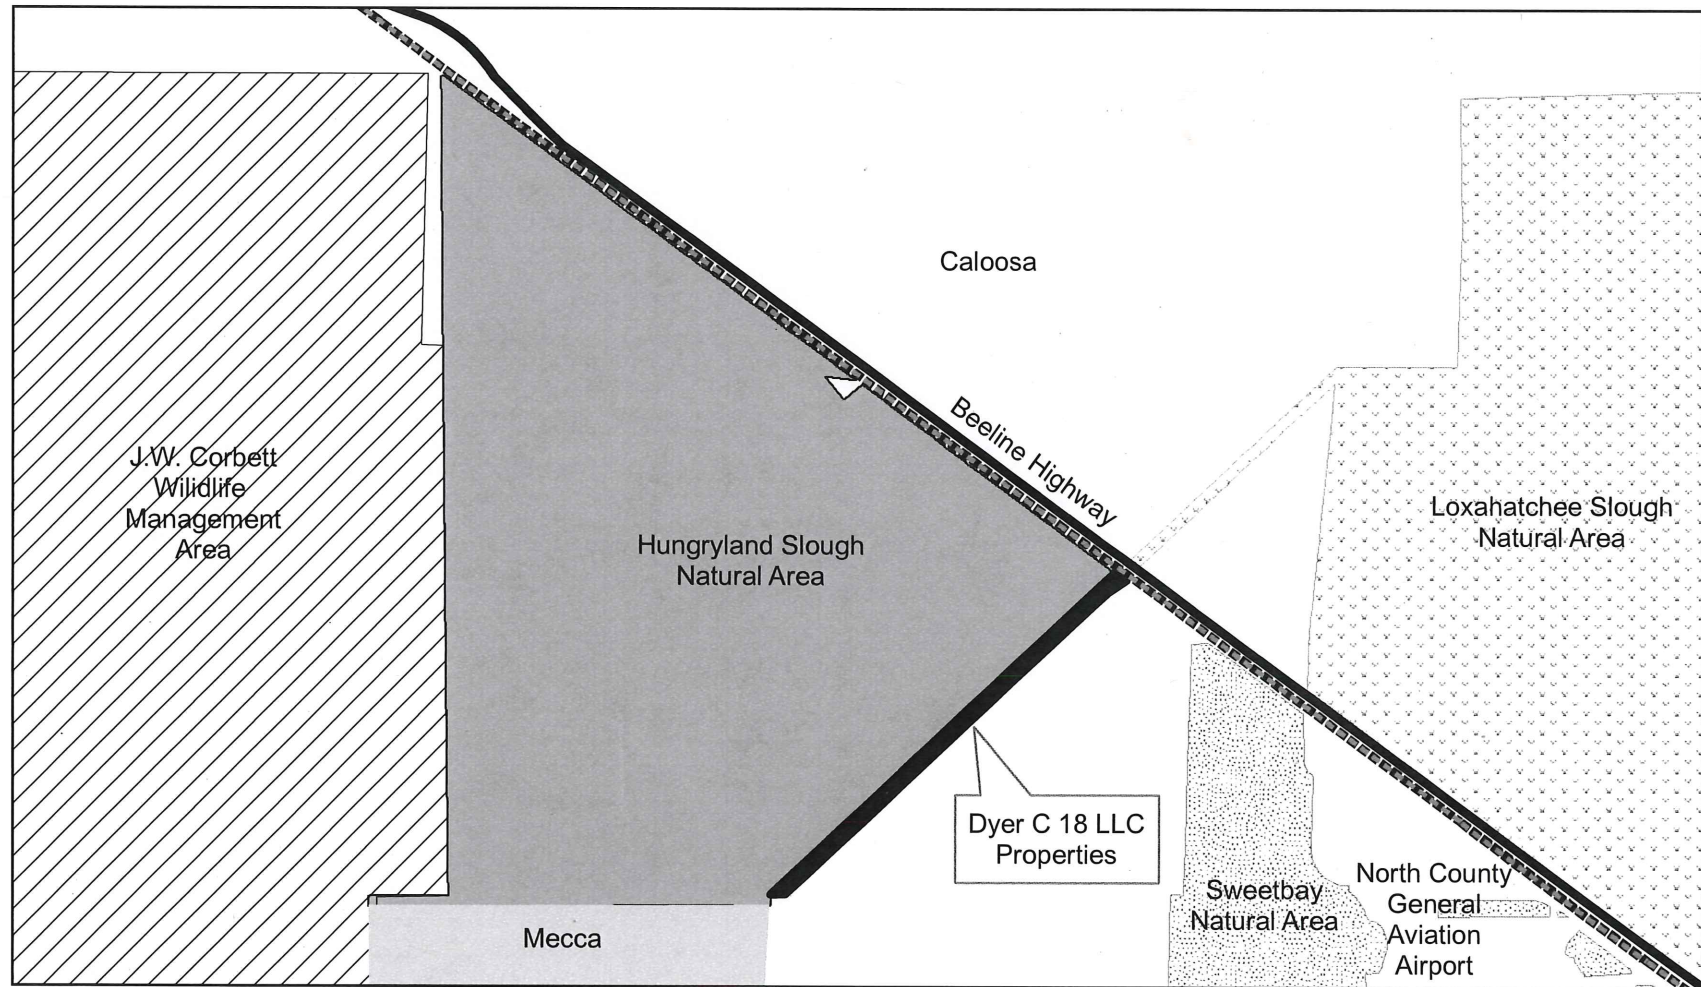 Caloosa
Beeline Highway
J.W. Corbett
Wilidlife
Management
Area
Hungryland Slough
Natural Area
Loxahatchee Slough
Natural Area
Dyer C 18 LLC
Properties
Sweetbay
Natural Area
North County
General
Aviation
Airport
Mecca